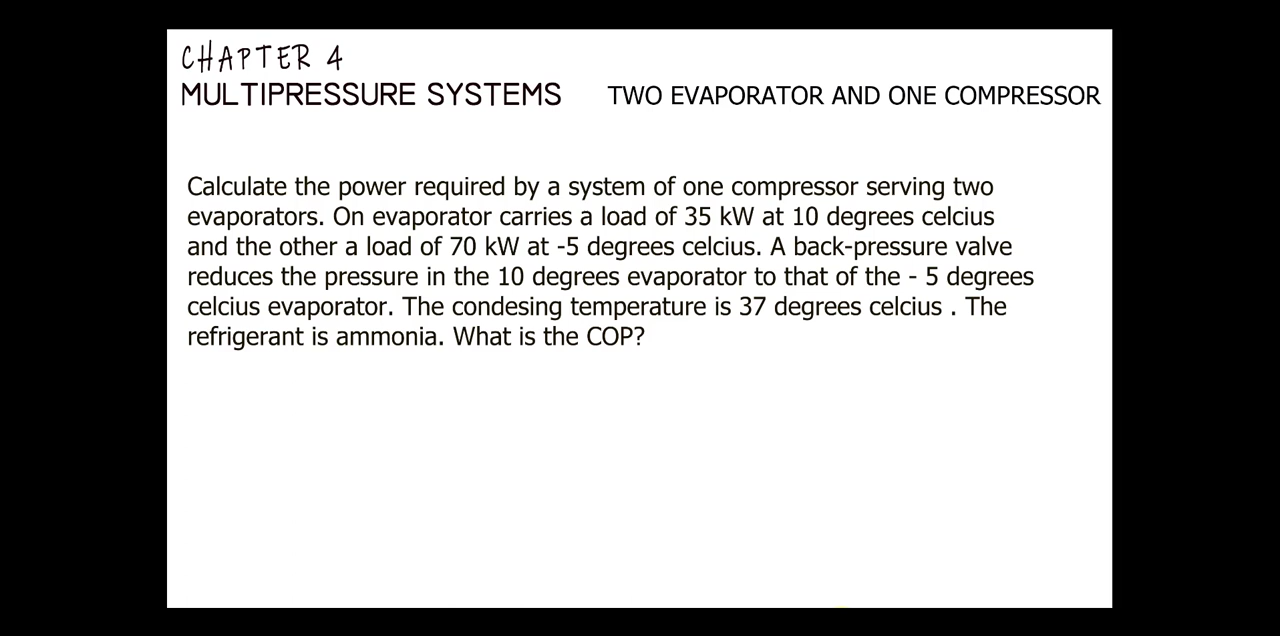 CHAPTER 4
MULTIPRESSURE SYSTEMS TWO EVAPORATOR AND ONE COMPRESSOR
Calculate the power required by a system of one compressor serving two
evaporators. On evaporator carries a load of 35 kW at 10 degrees celcius
and the other a load of 70 kW at -5 degrees celcius. A back-pressure valve
reduces the pressure in the 10 degrees evaporator to that of the - 5 degrees
celcius evaporator. The condesing temperature is 37 degrees celcius . The
refrigerant is ammonia. What is the COP?